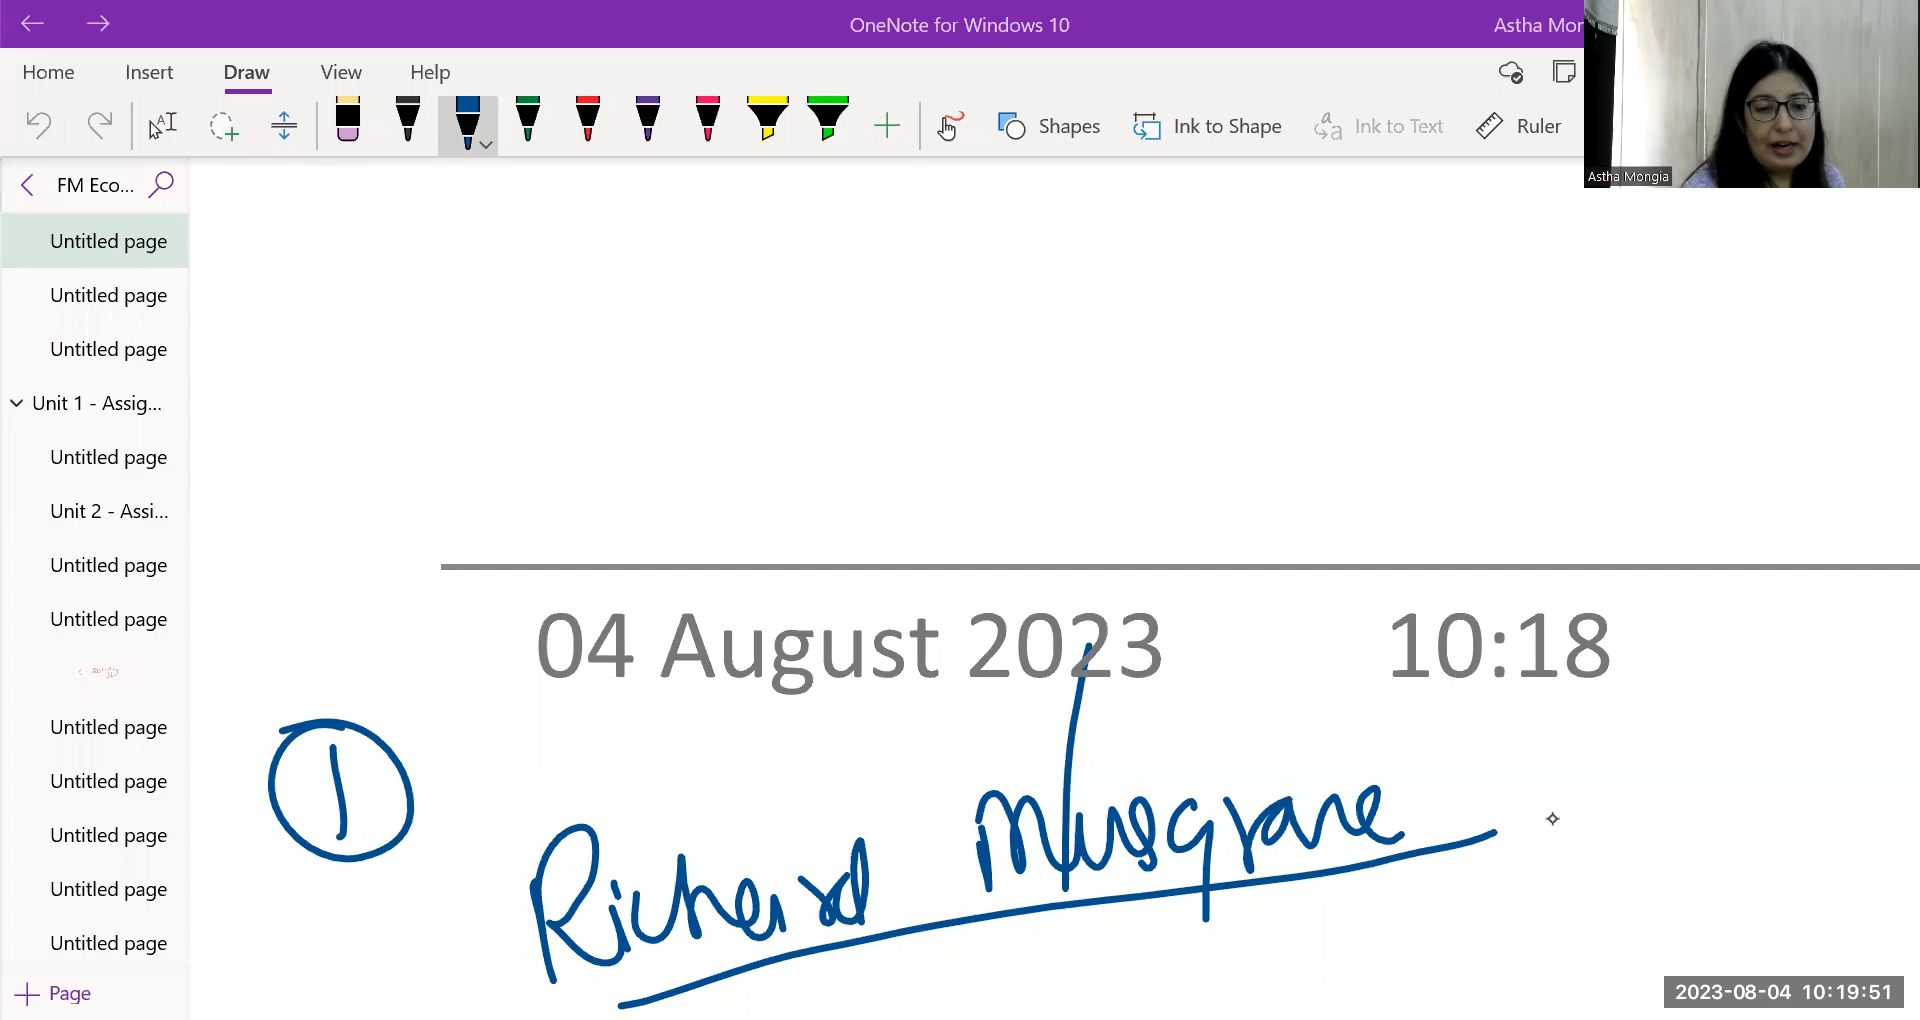 OneNote for Windows 10
Astha Mon
Home Insert Draw View Help
Shapes Ink to Shape Ink to Text Ruler
Astha Mongia
FM Eco...
Untitled page
Untitled page
Untitled page
Unit 1 - Assig...
Untitled page
Unit 2 - Assi...
Untitled page
Untitled page
Untitled page
Untitled page
Untitled page
Untitled page
Untitled page
Page
04 August 2023 10:18
1
Richard Musgrave
2023-08-04 10:19:51